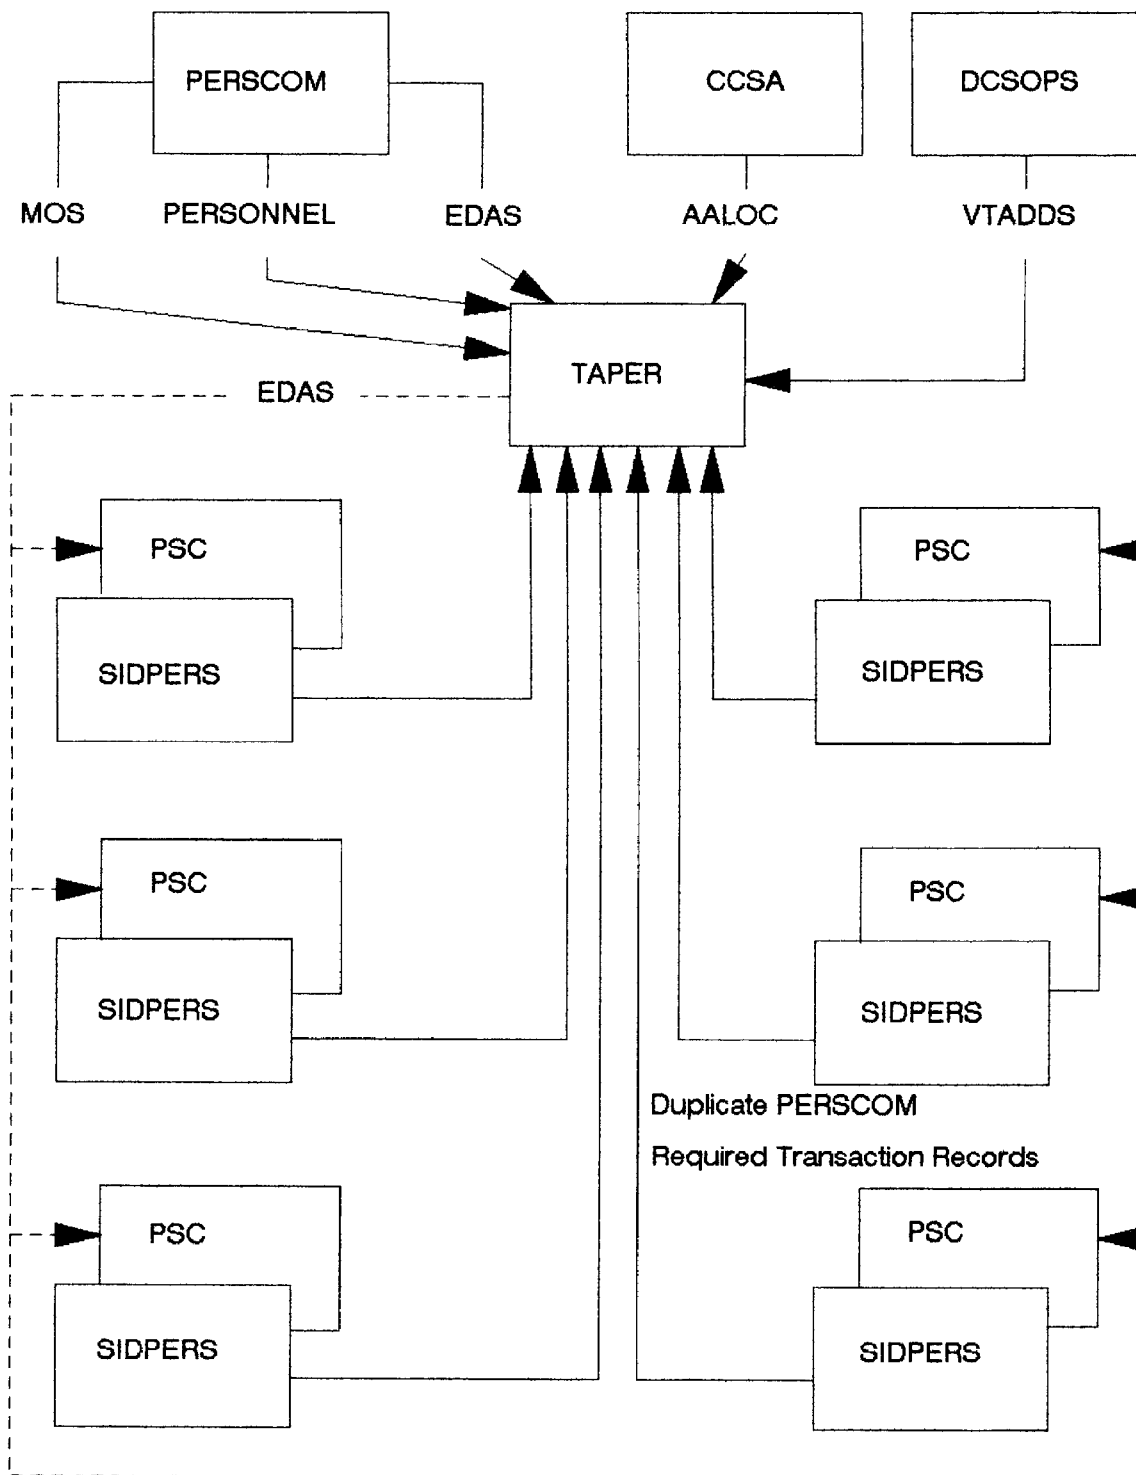 PERSCOM
CCSA
DCSOPS
MOS
PERSONNEL
EDAS
AALOC
VTADDS
TAPER
EDAS
PSC
SIDPERS
PSC
SIDPERS
PSC
SIDPERS
PSC
SIDPERS
Duplicate PERSCOM
Required Transaction Records
PSC
SIDPERS
PSC
SIDPERS